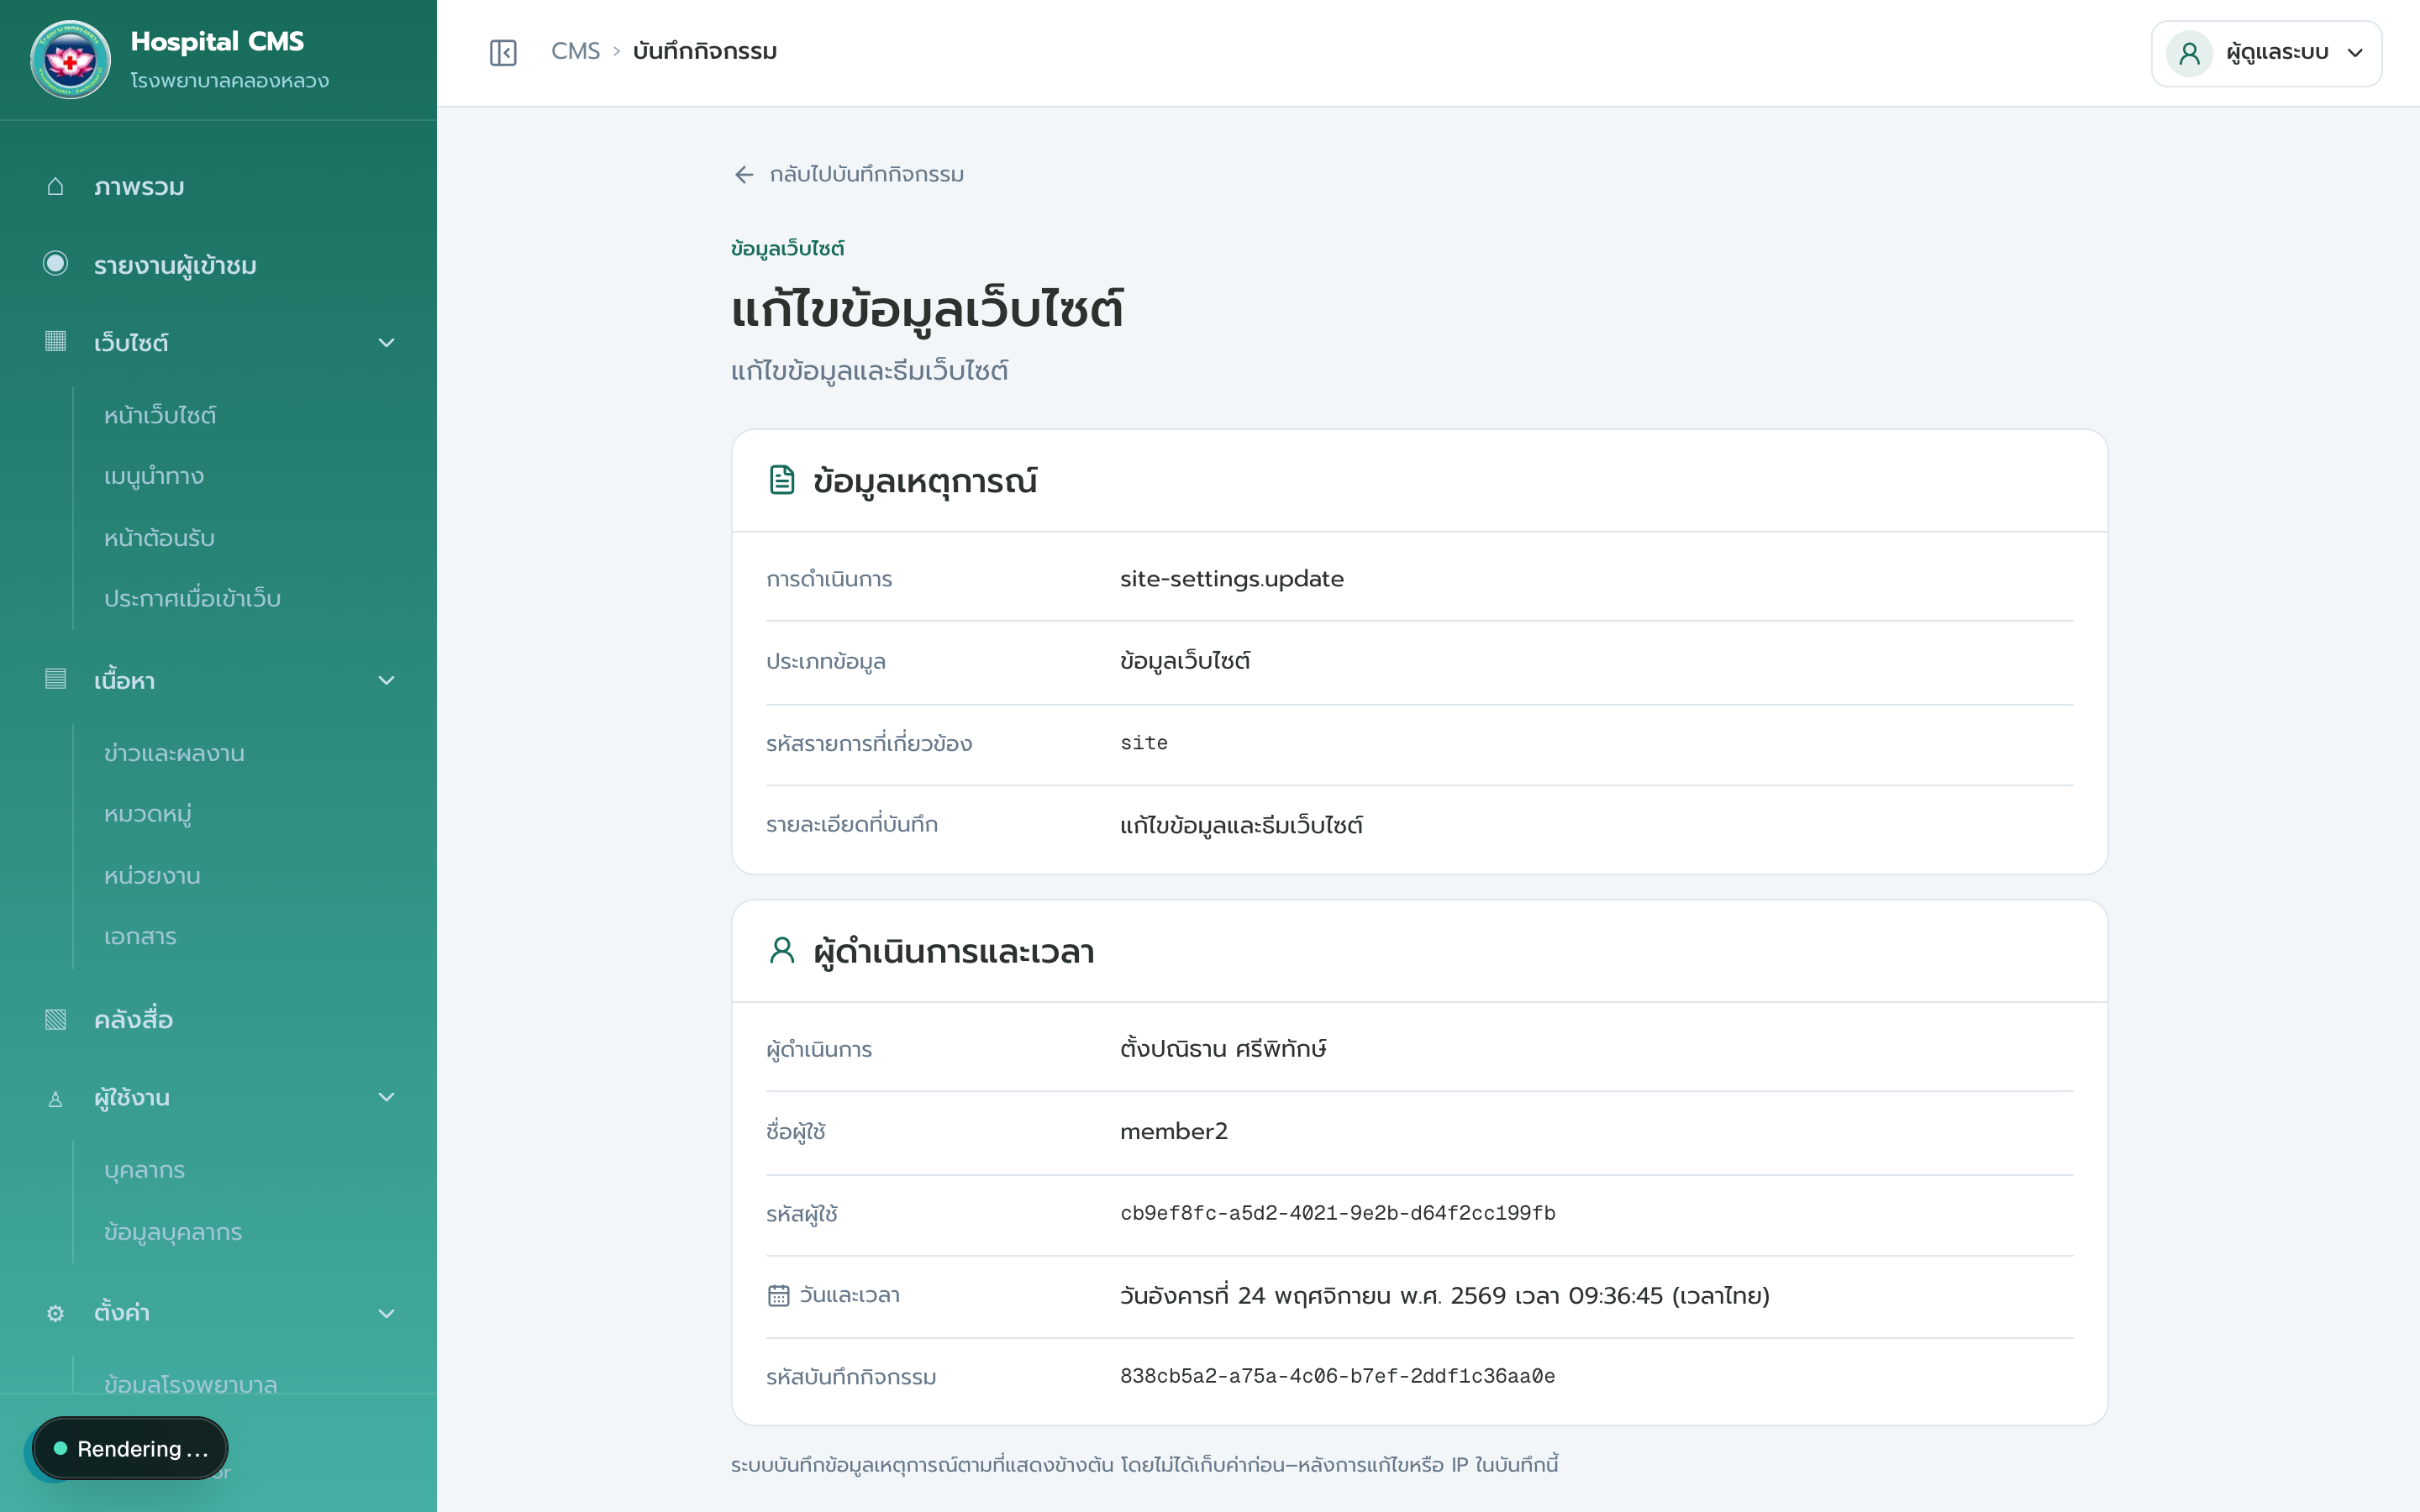 Hospital CMS
โรงพยาบาลคลองหลวง
ภาพรวม
รายงานผู้เข้าชม
เว็บไซต์
หน้าเว็บไซต์
เมนูนำทาง
หน้าต้อนรับ
ประกาศเมื่อเข้าเว็บ
เนื้อหา
ข่าวและผลงาน
หมวดหมู่
หน่วยงาน
เอกสาร
คลังสื่อ
ผู้ใช้งาน
บุคลากร
ข้อมูลบุคลากร
ตั้งค่า
ข้อมูลโรงพยาบาล
Rendering...
CMS › บันทึกกิจกรรม
ผู้ดูแลระบบ
← กลับไปบันทึกกิจกรรม
ข้อมูลเว็บไซต์
แก้ไขข้อมูลเว็บไซต์
แก้ไขข้อมูลและธีมเว็บไซต์
ข้อมูลเหตุการณ์
การดำเนินการ site-settings.update
ประเภทข้อมูล ข้อมูลเว็บไซต์
รหัสรายการที่เกี่ยวข้อง site
รายละเอียดที่บันทึก แก้ไขข้อมูลและธีมเว็บไซต์
ผู้ดำเนินการและเวลา
ผู้ดำเนินการ ตั้งปณิธาน ศรีพิทักษ์
ชื่อผู้ใช้ member2
รหัสผู้ใช้ cb9ef8fc-a5d2-4021-9e2b-d64f2cc199fb
วันและเวลา วันอังคารที่ 24 พฤศจิกายน พ.ศ. 2569 เวลา 09:36:45 (เวลาไทย)
รหัสบันทึกกิจกรรม 838cb5a2-a75a-4c06-b7ef-2ddf1c36aa0e
ระบบบันทึกข้อมูลเหตุการณ์ตามที่แสดงข้างต้น โดยไม่ได้เก็บค่าก่อน–หลังการแก้ไขหรือ IP ในบันทึกนี้